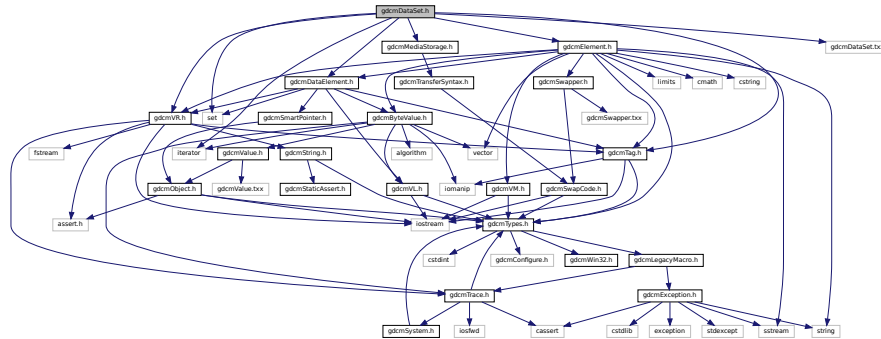 gdcmDataSet.h
gdcmMediaStorage.h
gdcmElement.h
gdcmDataSet.txx
gdcmDataElement.h
gdcmTransferSyntax.h
gdcmSwapper.h
limits
cmath
cstring
gdcmVR.h
set
gdcmSmartPointer.h
gdcmByteValue.h
gdcmSwapper.txx
fstream
iterator
gdcmValue.h
gdcmString.h
algorithm
vector
gdcmTag.h
gdcmObject.h
gdcmValue.txx
gdcmStaticAssert.h
gdcmVL.h
iomanip
gdcmVM.h
gdcmSwapCode.h
assert.h
iostream
gdcmTypes.h
cstdint
gdcmConfigure.h
gdcmWin32.h
gdcmLegacyMacro.h
gdcmTrace.h
gdcmException.h
gdcmSystem.h
iosfwd
cassert
cstdlib
exception
stdexcept
sstream
string